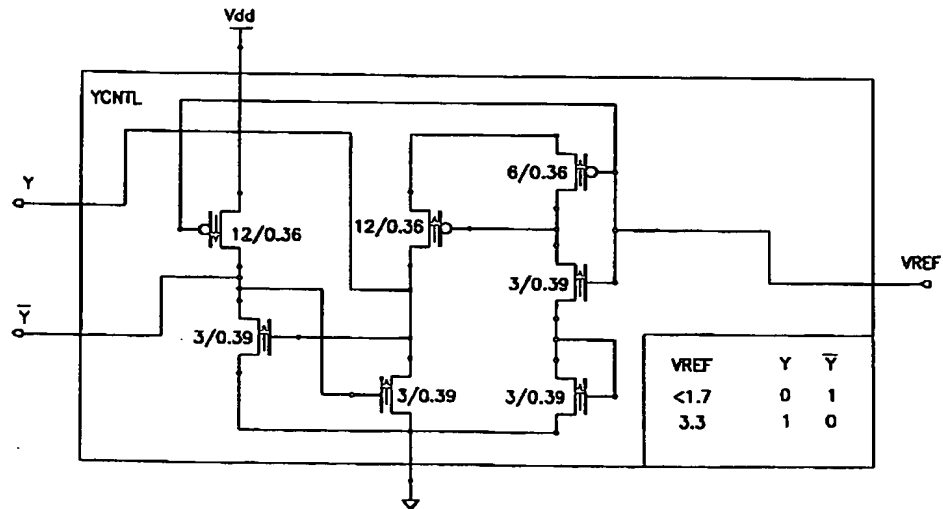 Vdd
YCNTL
6/0.36
Y
12/0.36
12/0.36
VREF
3/0.39
Y̅
3/0.39
3/0.39
3/0.39
VREF Y Y̅
<1.7 0 1
3.3 1 0